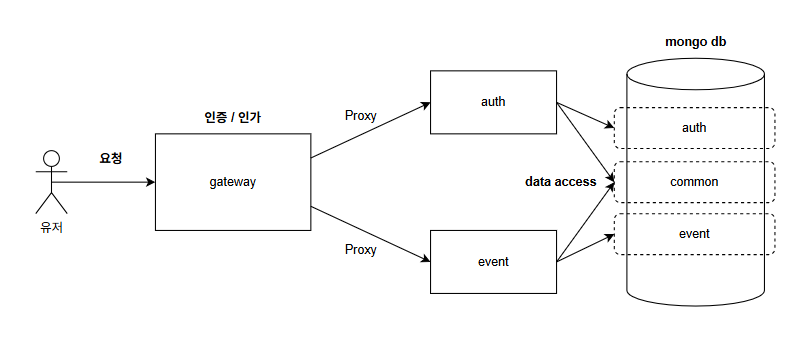 mongo db
auth
인증 / 인가
Proxy
auth
요청
gateway
data access
common
유저
Proxy
event
event